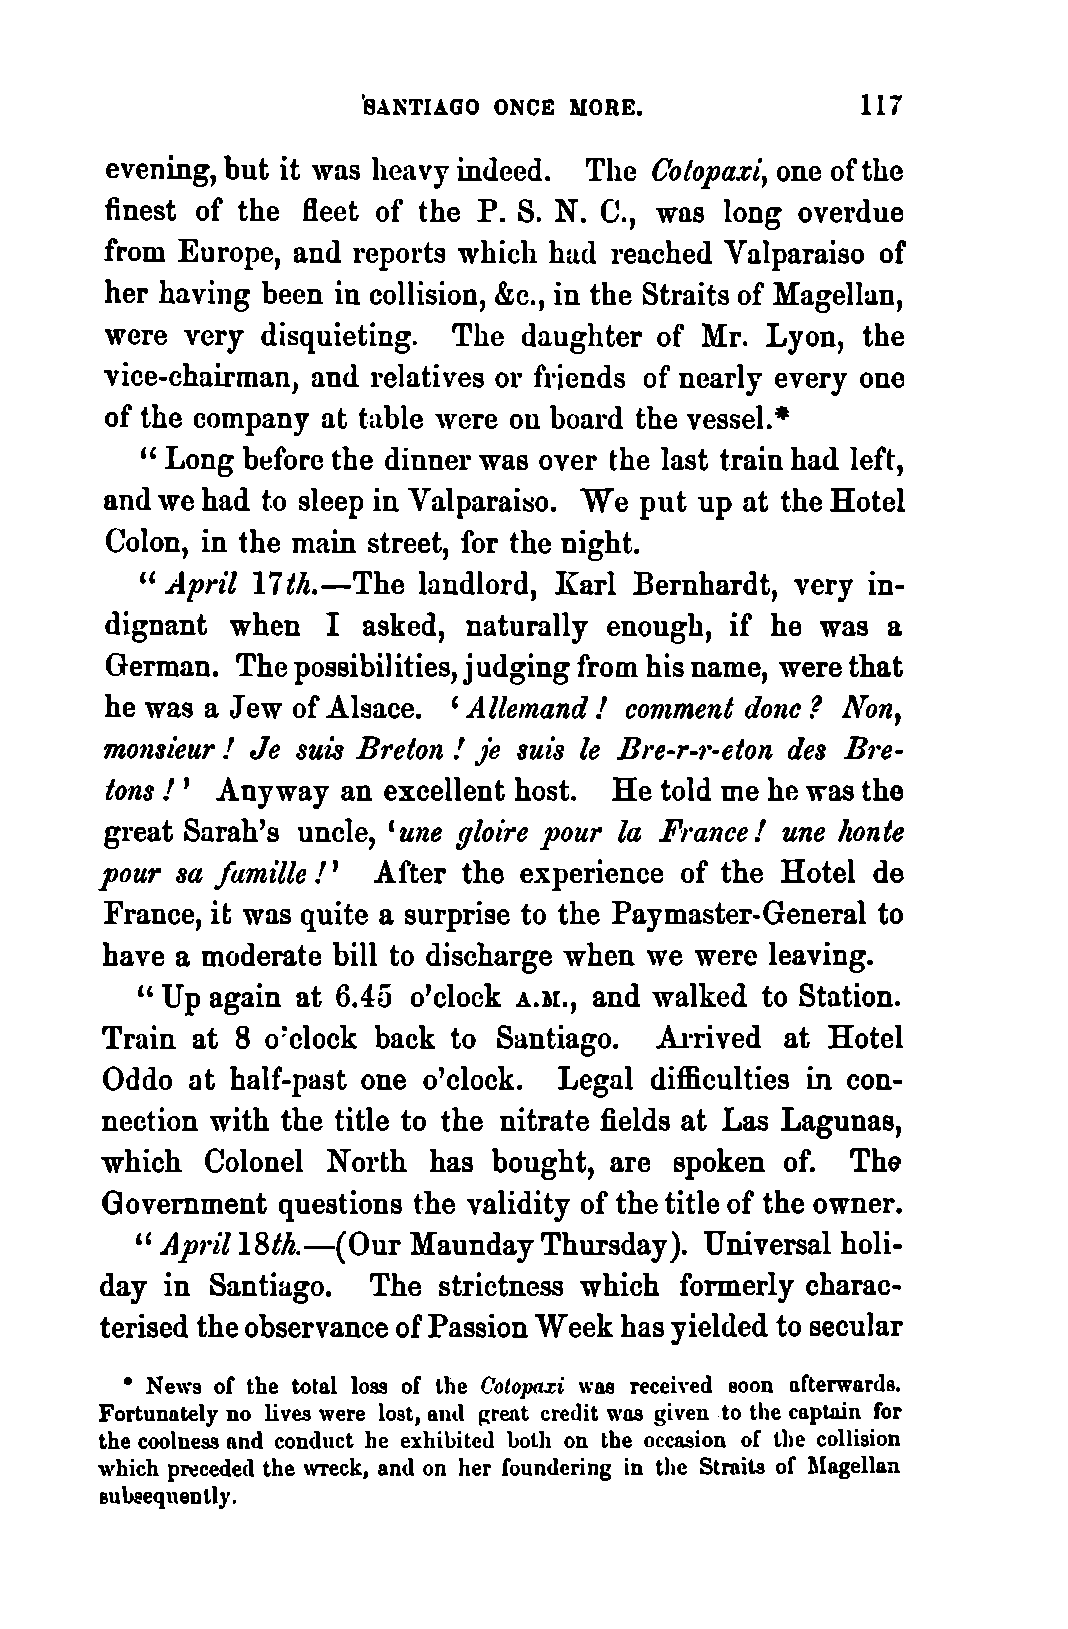 SANTIAGO ONCE MORE. 117
evening, but it was heavy indeed. The Cotopaxi, one of the
finest of the fleet of the P. S. N. C., was long overdue
from Europe, and reports which had reached Valparaiso of
her having been in collision, &c., in the Straits of Magellan,
were very disquieting. The daughter of Mr. Lyon, the
vice-chairman, and relatives or friends of nearly every one
of the company at table were on board the vessel.*
“ Long before the dinner was over the last train had left,
and we had to sleep in Valparaiso. We put up at the Hotel
Colon, in the main street, for the night.
“ April 17th.—The landlord, Karl Bernhardt, very in-
dignant when I asked, naturally enough, if he was a
German. The possibilities, judging from his name, were that
he was a Jew of Alsace. ‘ Allemand ! comment donc ? Non,
monsieur ! Je suis Breton ! je suis le Bre-r-r-eton des Bre-
tons ! ’ Anyway an excellent host. He told me he was the
great Sarah’s uncle, ‘une gloire pour la France ! une honte
pour sa famille ! ’ After the experience of the Hotel de
France, it was quite a surprise to the Paymaster-General to
have a moderate bill to discharge when we were leaving.
“ Up again at 6.45 o’clock A.M., and walked to Station.
Train at 8 o’clock back to Santiago. Arrived at Hotel
Oddo at half-past one o’clock. Legal difficulties in con-
nection with the title to the nitrate fields at Las Lagunas,
which Colonel North has bought, are spoken of. The
Government questions the validity of the title of the owner.
“ April 18th.—(Our Maunday Thursday). Universal holi-
day in Santiago. The strictness which formerly charac-
terised the observance of Passion Week has yielded to secular
* News of the total loss of the Cotopaxi was received soon afterwards.
Fortunately no lives were lost, and great credit was given to the captain for
the coolness and conduct he exhibited both on the occasion of the collision
which preceded the wreck, and on her foundering in the Straits of Magellan
subsequently.